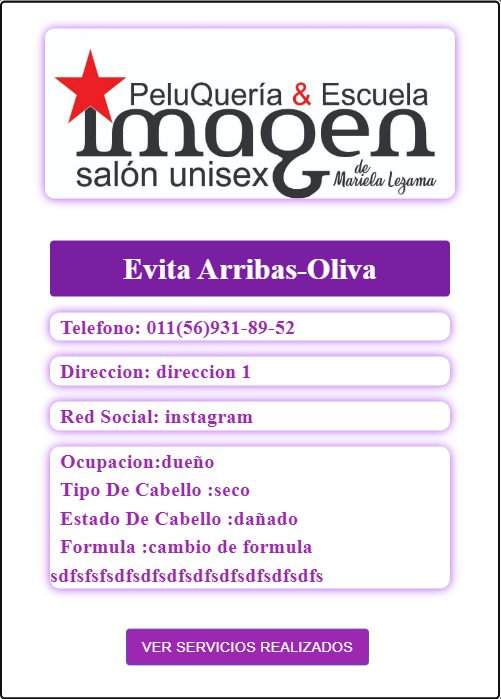 PeluQuería & Escuela
imagen
salón unisex
de
Mariela Lezama
Evita Arribas-Oliva
Telefono: 011(56)931-89-52
Direccion: direccion 1
Red Social: instagram
Ocupacion:dueño
Tipo De Cabello :seco
Estado De Cabello :dañado
Formula :cambio de formula
sdfsfsfsdfsdfsdfsdfsdfsdfsdfsdfs
VER SERVICIOS REALIZADOS